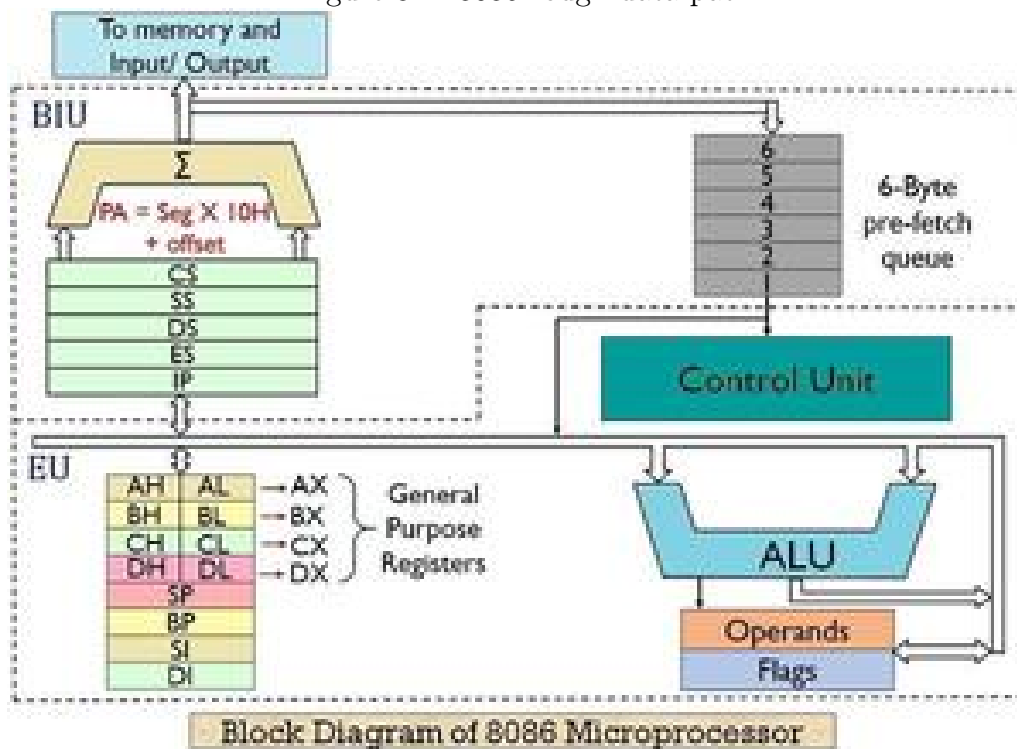 To memory and
Input/ Output
BIU
Σ
PA = Seg X 10H
+ offset
CS
SS
DS
ES
IP
6
5
4
3
2
1
6-Byte
pre-fetch
queue
Control Unit
EU
AH AL → AX
BH BL → BX
CH CL → CX
DH DL → DX
SP
BP
SI
DI
General
Purpose
Registers
ALU
Operands
Flags
Block Diagram of 8086 Microprocessor